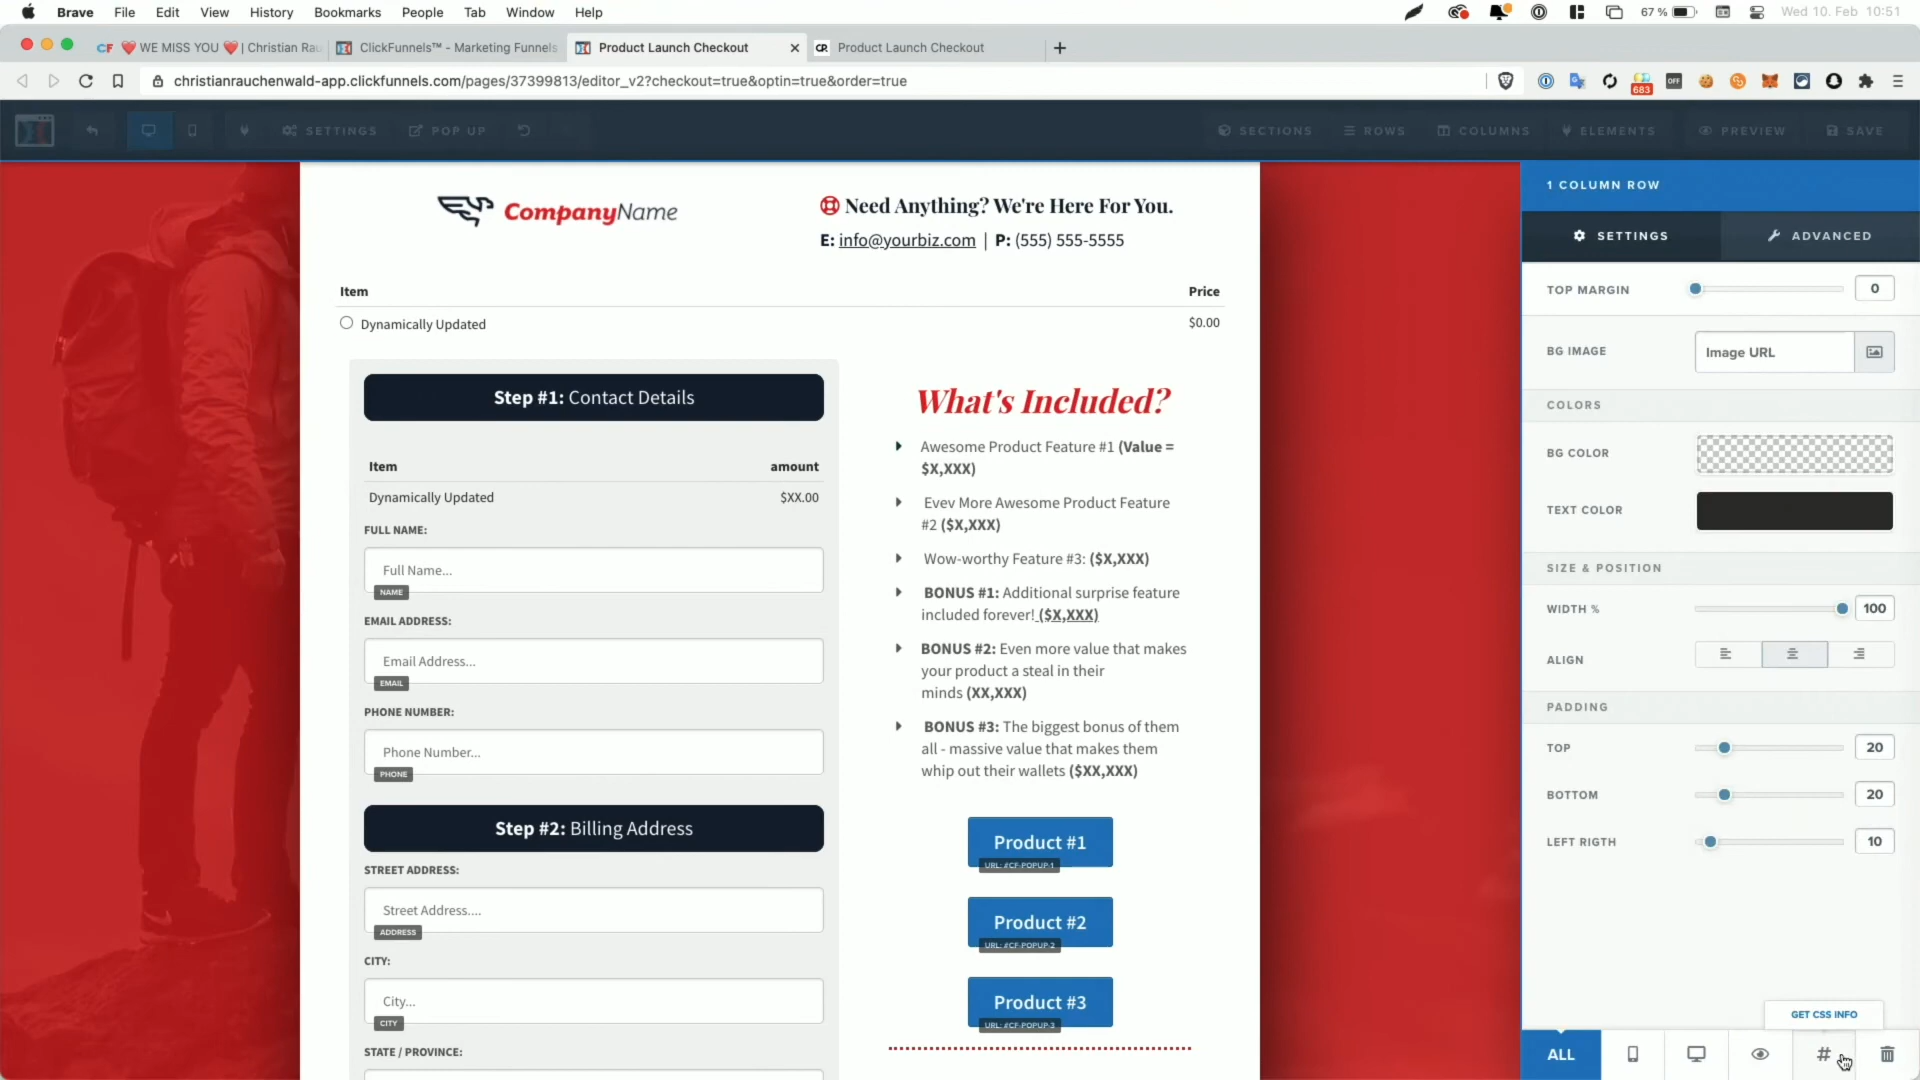 Brave File Edit View History Bookmarks People Tab Window Help 67 % Wed 10. Feb 10:51
CF ❤️ WE MISS YOU ❤️ | Christian Rau ClickFunnels™ - Marketing Funnels Product Launch Checkout CR Product Launch Checkout
christianrauchenwald-app.clickfunnels.com/pages/37399813/editor_v2?checkout=true&optin=true&order=true 683 OFF
SETTINGS POP UP SECTIONS ROWS COLUMNS ELEMENTS PREVIEW SAVE
CompanyName
Need Anything? We're Here For You.
E: info@yourbiz.com | P: (555) 555-5555
Item Price
Dynamically Updated $0.00
Step #1: Contact Details
Item amount
Dynamically Updated $XX.00
FULL NAME:
Full Name...
NAME
EMAIL ADDRESS:
Email Address...
EMAIL
PHONE NUMBER:
Phone Number...
PHONE
Step #2: Billing Address
STREET ADDRESS:
Street Address....
ADDRESS
CITY:
City...
CITY
STATE / PROVINCE:
What's Included?
Awesome Product Feature #1 (Value =
$X,XXX)
Evev More Awesome Product Feature
#2 ($X,XXX)
Wow-worthy Feature #3: ($X,XXX)
BONUS #1: Additional surprise feature
included forever! ($X,XXX)
BONUS #2: Even more value that makes
your product a steal in their
minds (XX,XXX)
BONUS #3: The biggest bonus of them
all - massive value that makes them
whip out their wallets ($XX,XXX)
Product #1
URL: #CF-POPUP-1
Product #2
URL: #CF-POPUP-2
Product #3
URL: #CF-POPUP-3
1 COLUMN ROW
SETTINGS ADVANCED
TOP MARGIN 0
BG IMAGE Image URL
COLORS
BG COLOR
TEXT COLOR
SIZE & POSITION
WIDTH % 100
ALIGN
PADDING
TOP 20
BOTTOM 20
LEFT RIGTH 10
GET CSS INFO
ALL #